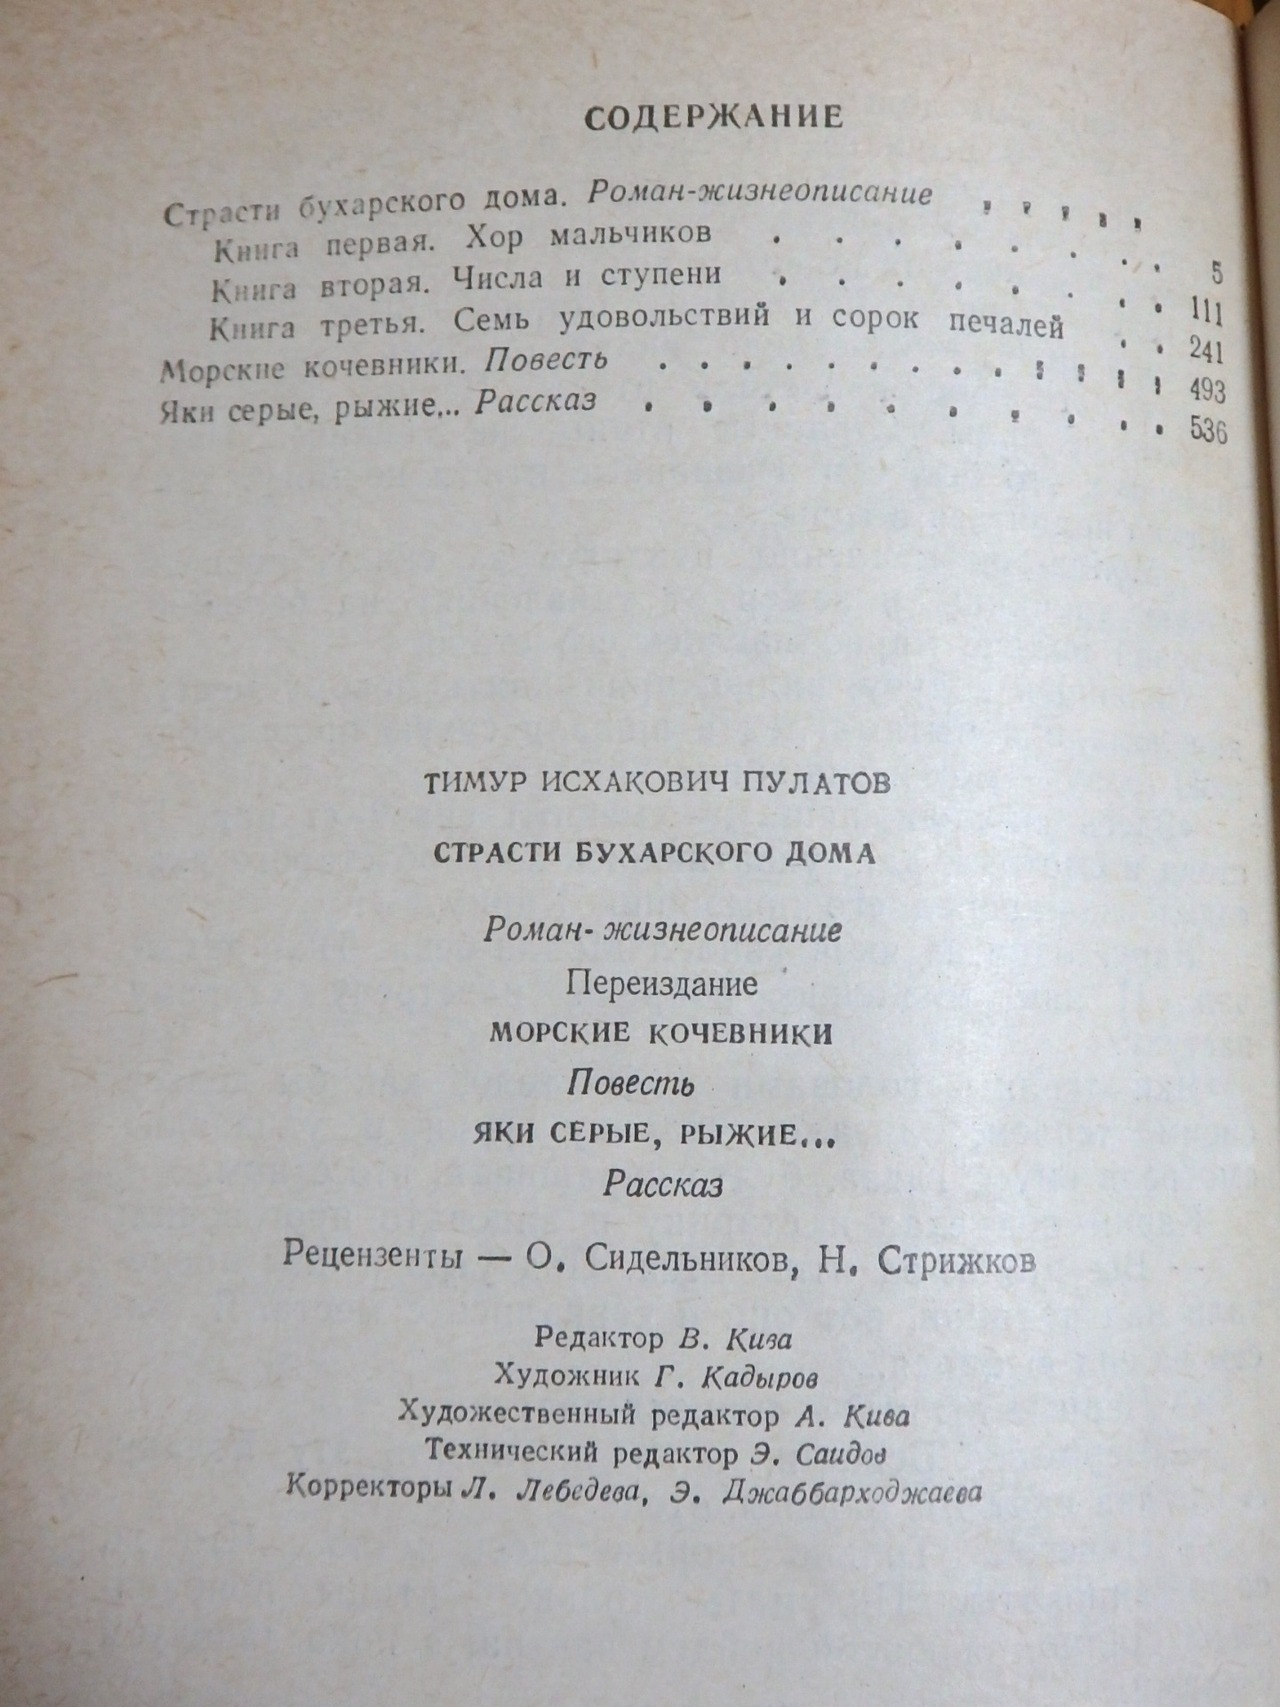 СОДЕРЖАНИЕ
Страсти бухарского дома. Роман-жизнеописание
Книга первая. Хор мальчиков . . . . . . . . 5
Книга вторая. Числа и ступени . . . . . . . . 111
Книга третья. Семь удовольствий и сорок печалей . . 241
Морские кочевники. Повесть . . . . . . . . . . . . . 493
Яки серые, рыжие... Рассказ . . . . . . . . . . 536
ТИМУР ИСХАКОВИЧ ПУЛАТОВ
СТРАСТИ БУХАРСКОГО ДОМА
Роман-жизнеописание
Переиздание
МОРСКИЕ КОЧЕВНИКИ
Повесть
ЯКИ СЕРЫЕ, РЫЖИЕ...
Рассказ
Рецензенты — О. Сидельников, Н. Стрижков
Редактор В. Кива
Художник Г. Кадыров
Художественный редактор А. Кива
Технический редактор Э. Саидов
Корректоры Л. Лебедева, Э. Джаббарходжаева